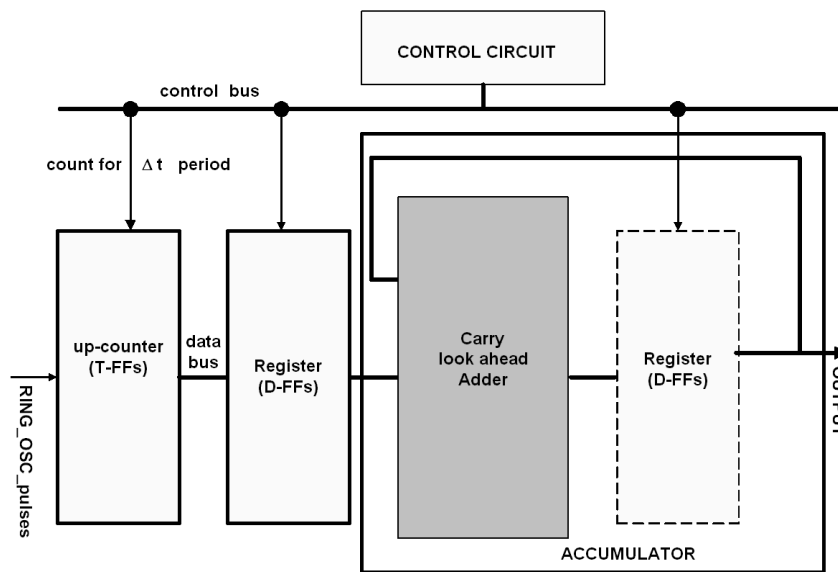 CONTROL CIRCUIT
control bus
count for Δt period
up-counter
(T-FFs)
data
bus
Register
(D-FFs)
Carry
look ahead
Adder
Register
(D-FFs)
RING_OSC_pulses
OUTPUT
ACCUMULATOR